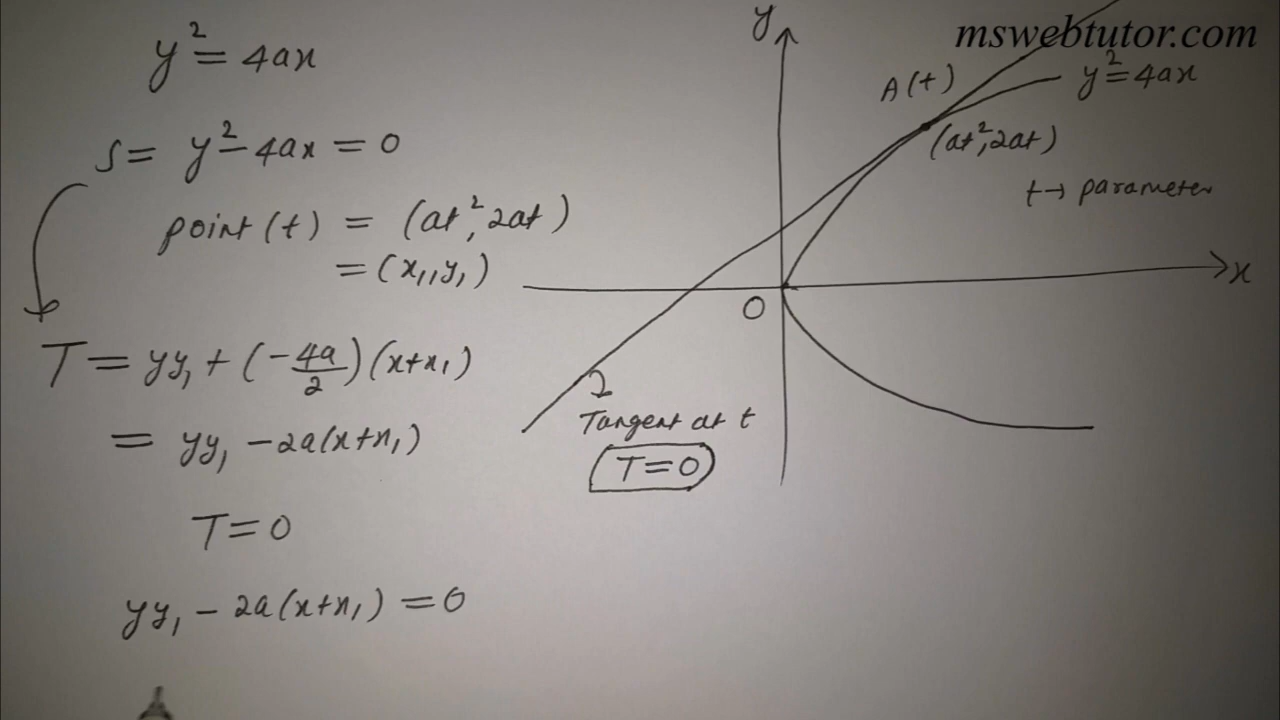 y² = 4ax
S = y² - 4ax = 0
point (t) = (at², 2at)
= (x₁, y₁)
T = yy₁ + (-4a/2)(x+x₁)
= yy₁ - 2a(x+x₁)
T = 0
yy₁ - 2a(x+x₁) = 0
mswebtutor.com
y
A(t)
y² = 4ax
(at², 2at)
t → parameter
x
O
Tangent at t
T = 0